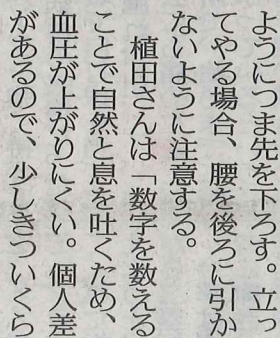 ようにつま先を下ろす。立っ
てやる場合、腰を後ろに引か
ないように注意する。
植田さんは「数字を数える
ことで自然と息を吐くため、
血圧が上がりにくい。個人差
があるので、少しきついくら